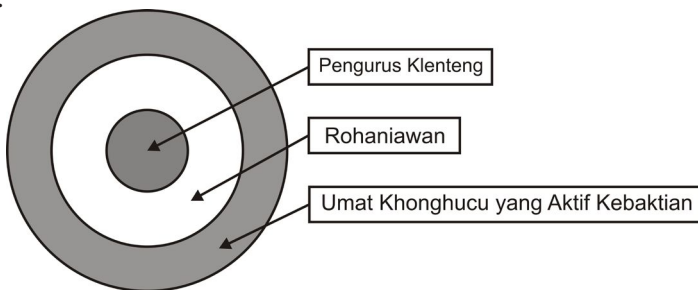 Pengurus Klenteng
Rohaniawan
Umat Khonghucu yang Aktif Kebaktian